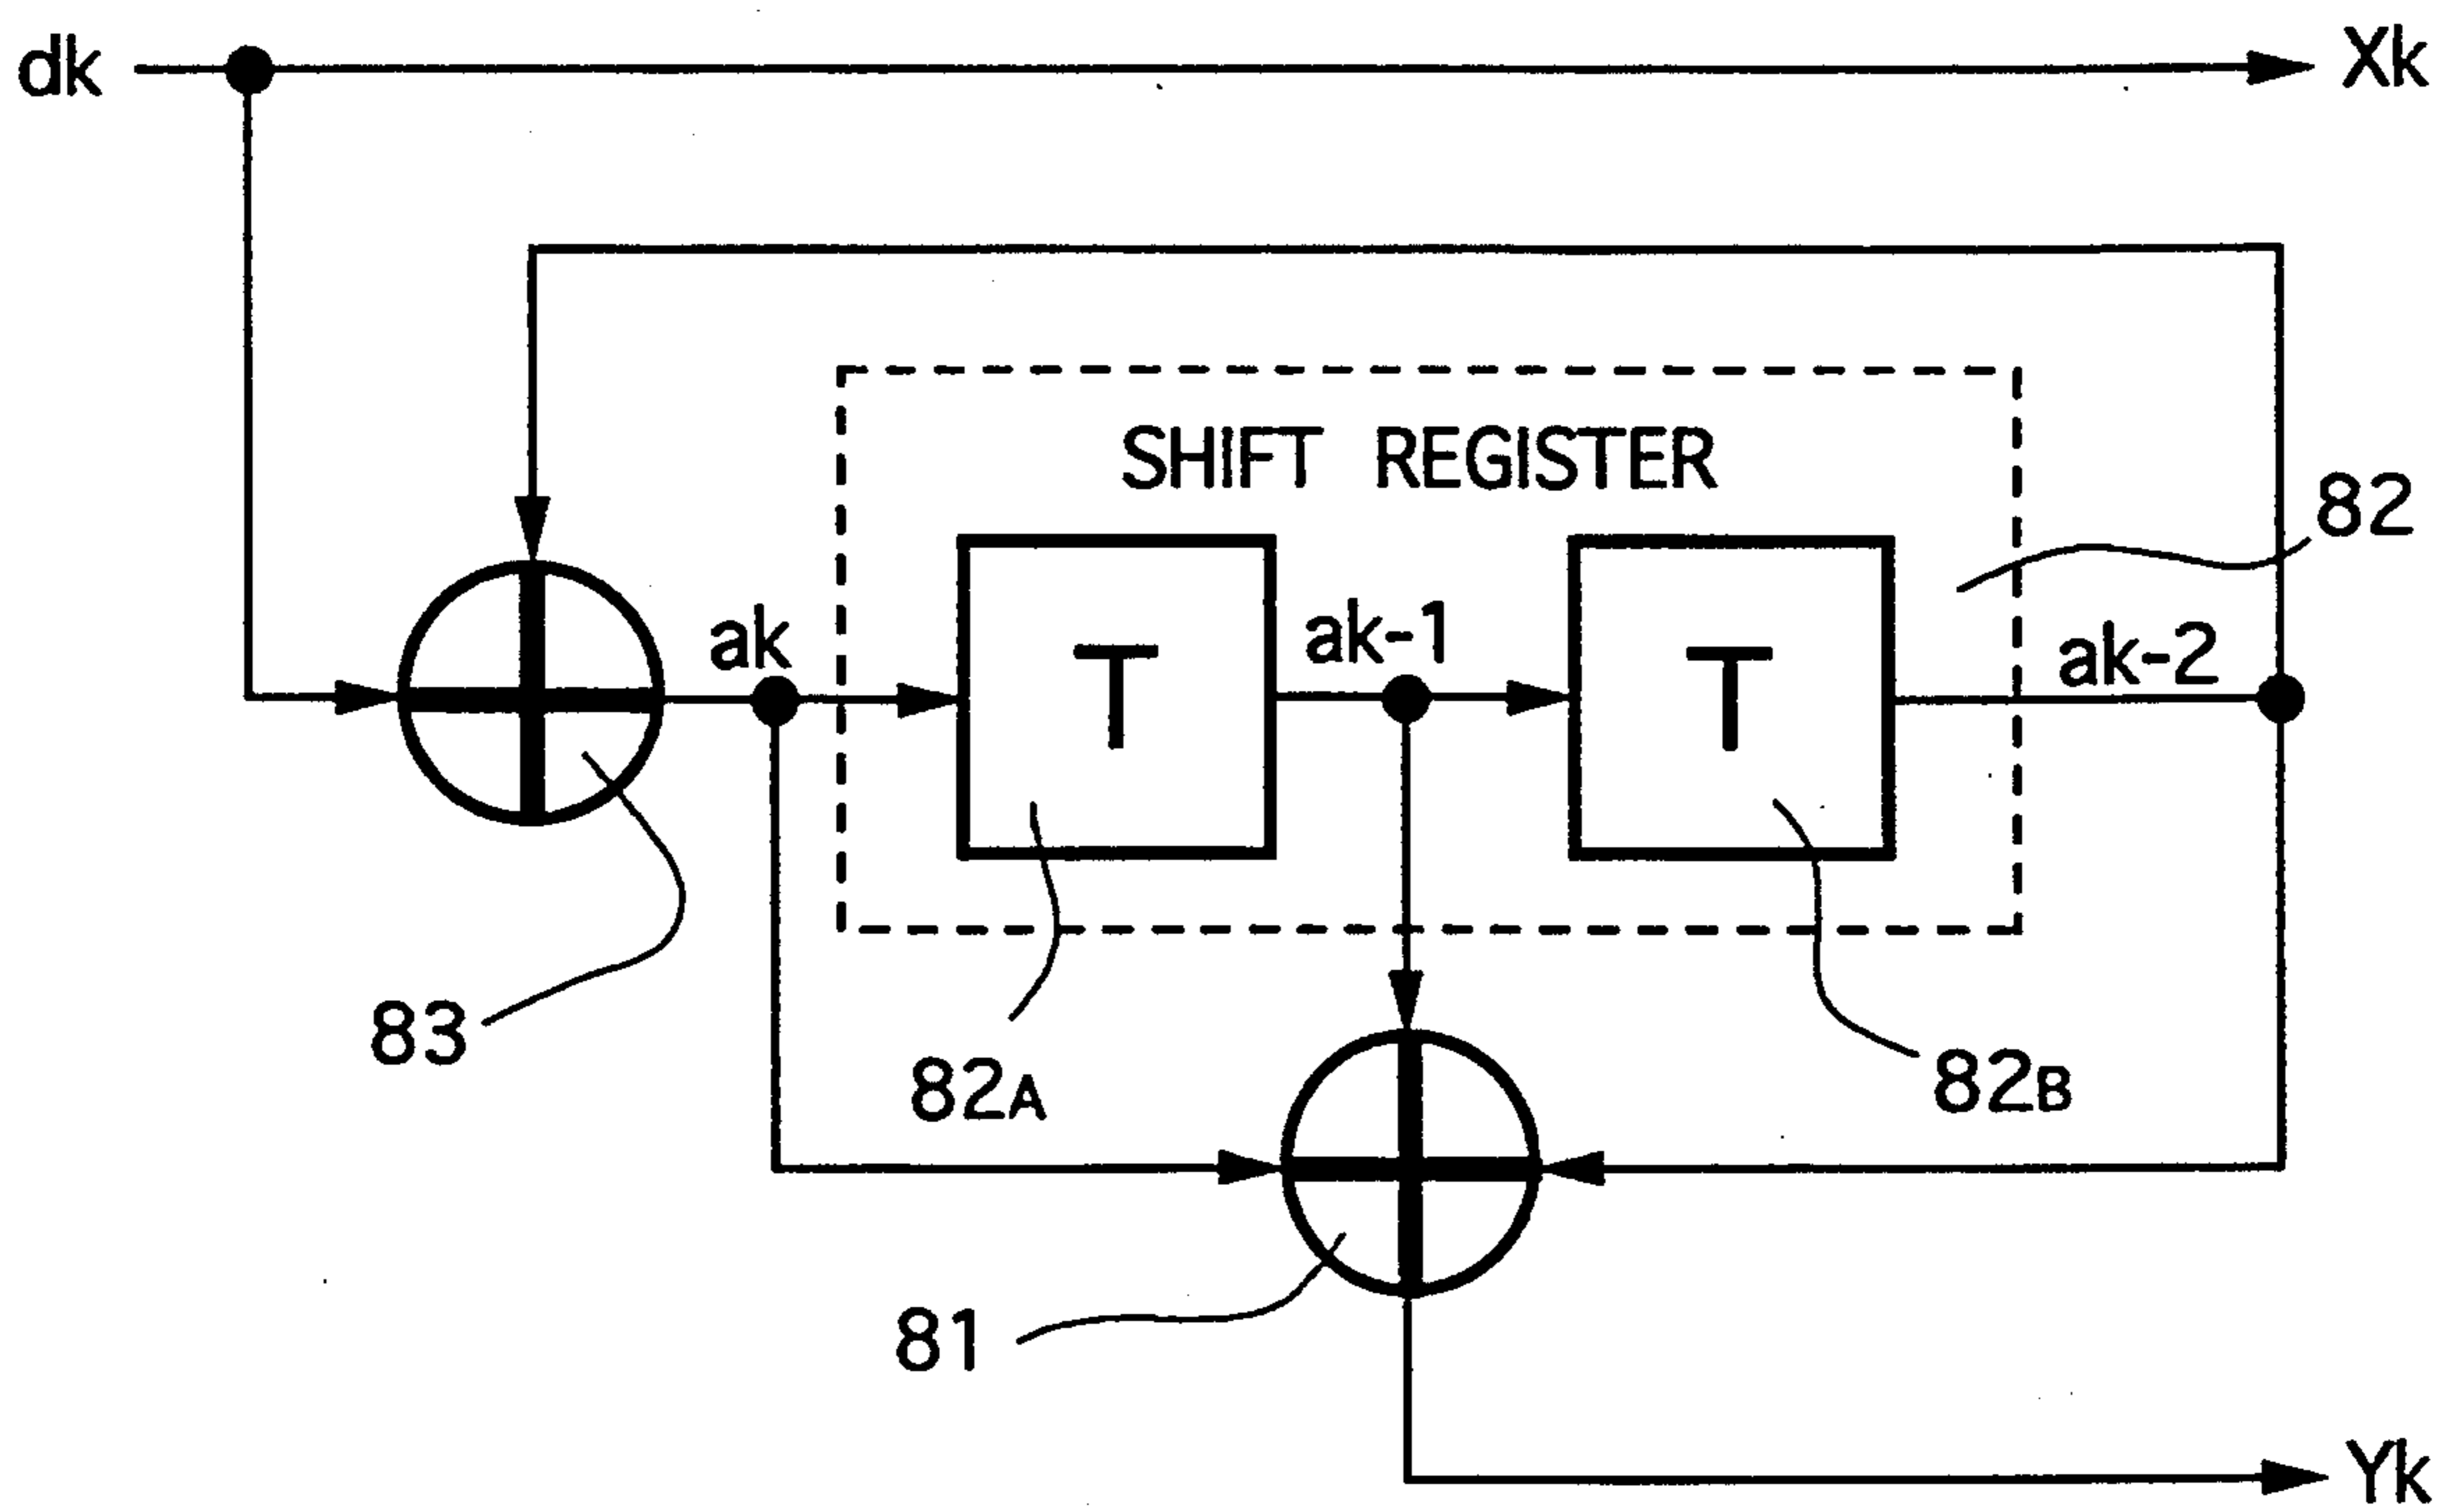 dk
Xk
SHIFT REGISTER
82
ak
T
ak-1
T
ak-2
83
82A
82B
81
Yk